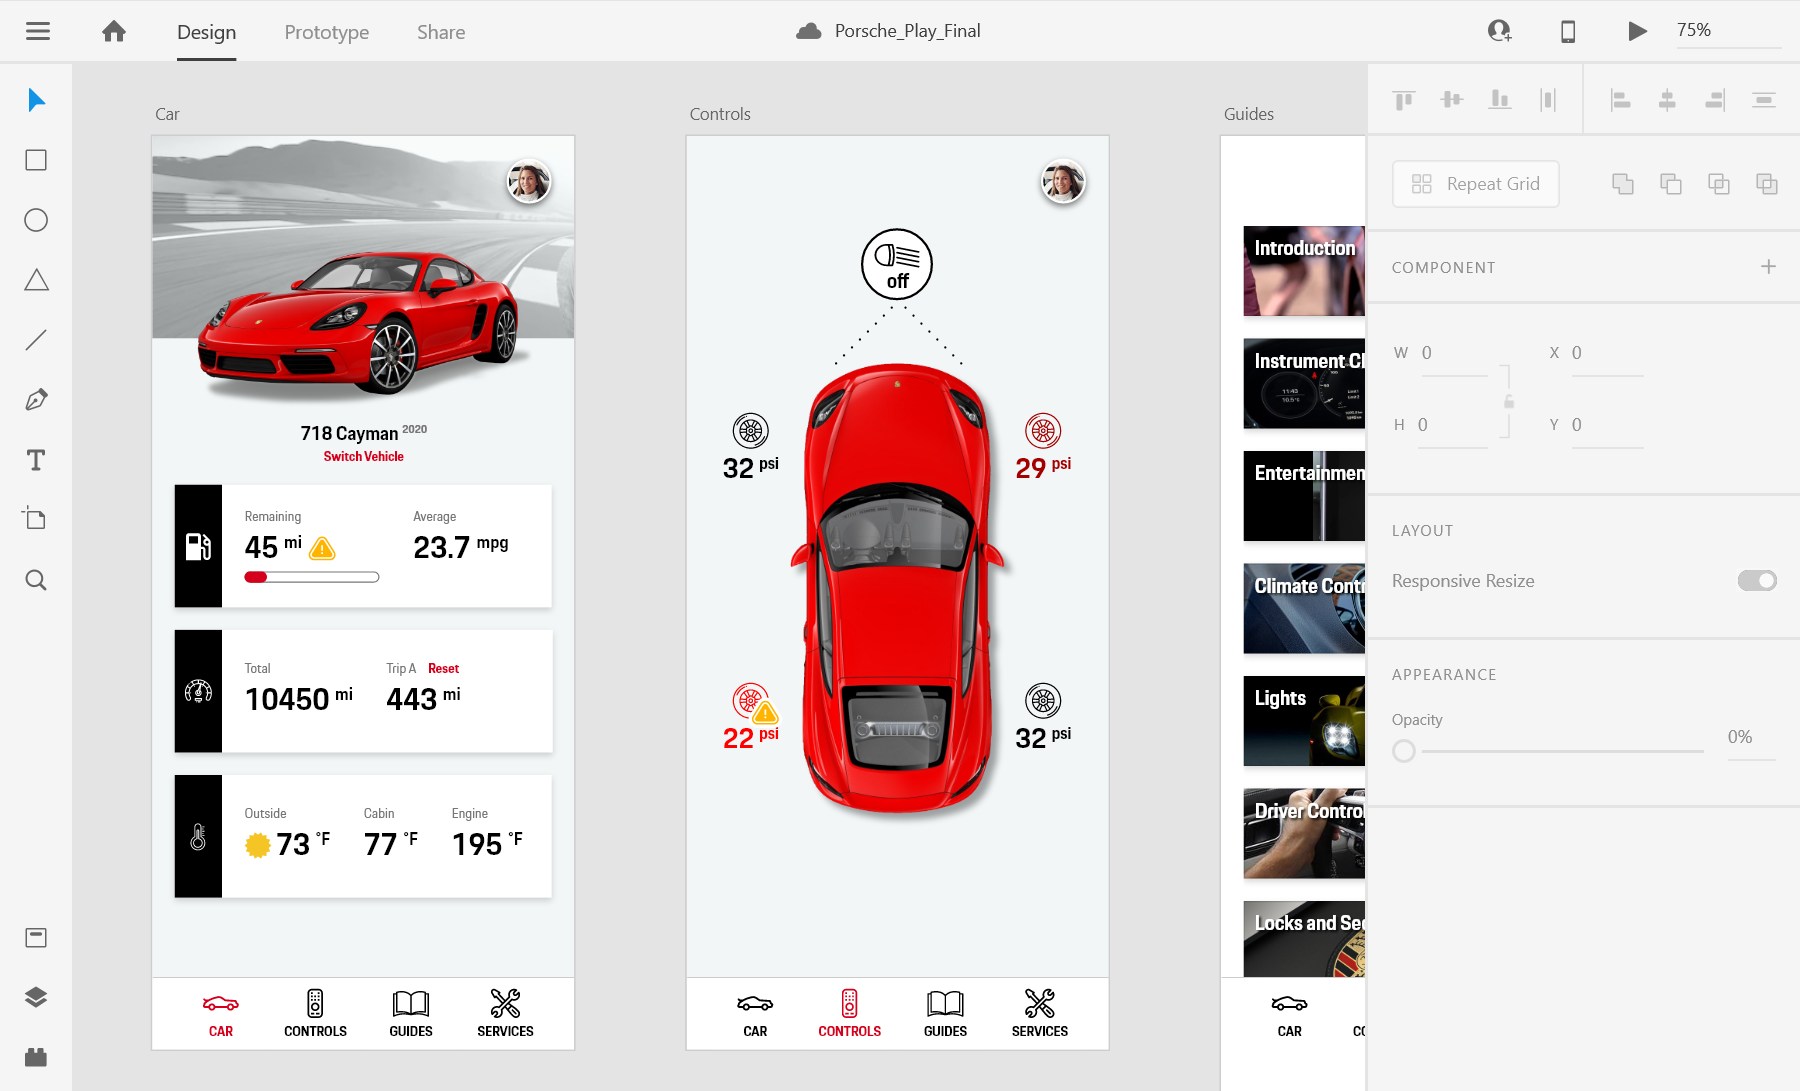 Design Prototype Share
Porsche_Play_Final
75%
Car
Controls
Guides
718 Cayman 2020
Switch Vehicle
Remaining Average
45 mi 23.7 mpg
Total Trip A Reset
10450 mi 443 mi
Outside Cabin Engine
73 °F 77 °F 195 °F
CAR CONTROLS GUIDES SERVICES
off
32 psi 29 psi
22 psi 32 psi
CAR CONTROLS GUIDES SERVICES
Introduction
Instrument Cl
11:43
Entertainmen
Climate Contr
Lights
Driver Contro
Locks and Sec
CAR CO
Repeat Grid
COMPONENT
W 0 X 0
H 0 Y 0
LAYOUT
Responsive Resize
APPEARANCE
Opacity
0%